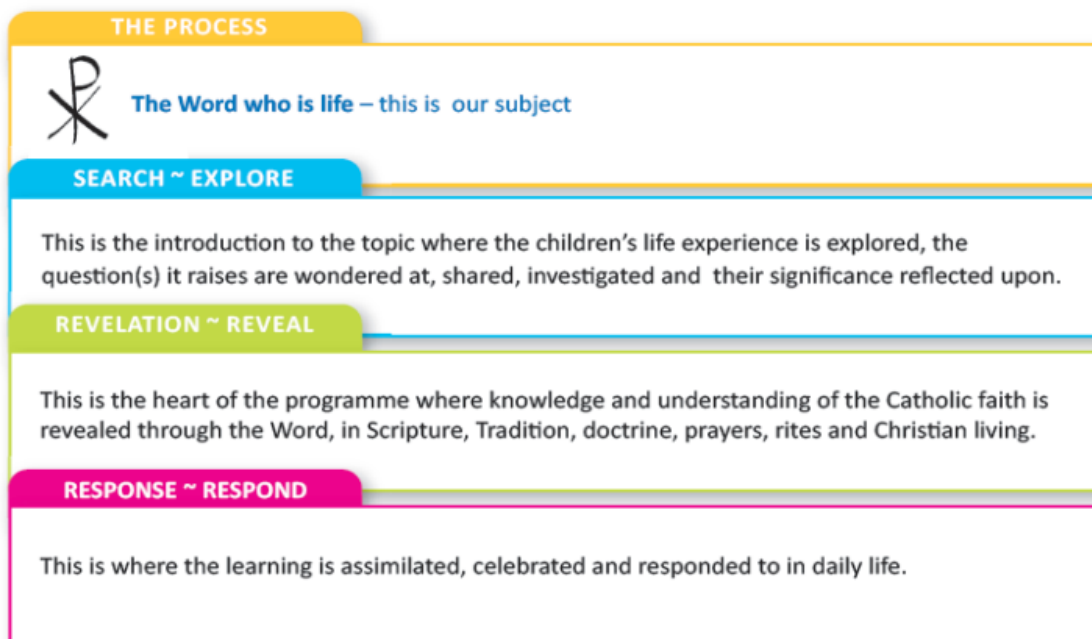 THE PROCESS
The Word who is life – this is our subject
SEARCH ~ EXPLORE
This is the introduction to the topic where the children's life experience is explored, the
question(s) it raises are wondered at, shared, investigated and their significance reflected upon.
REVELATION ~ REVEAL
This is the heart of the programme where knowledge and understanding of the Catholic faith is
revealed through the Word, in Scripture, Tradition, doctrine, prayers, rites and Christian living.
RESPONSE ~ RESPOND
This is where the learning is assimilated, celebrated and responded to in daily life.